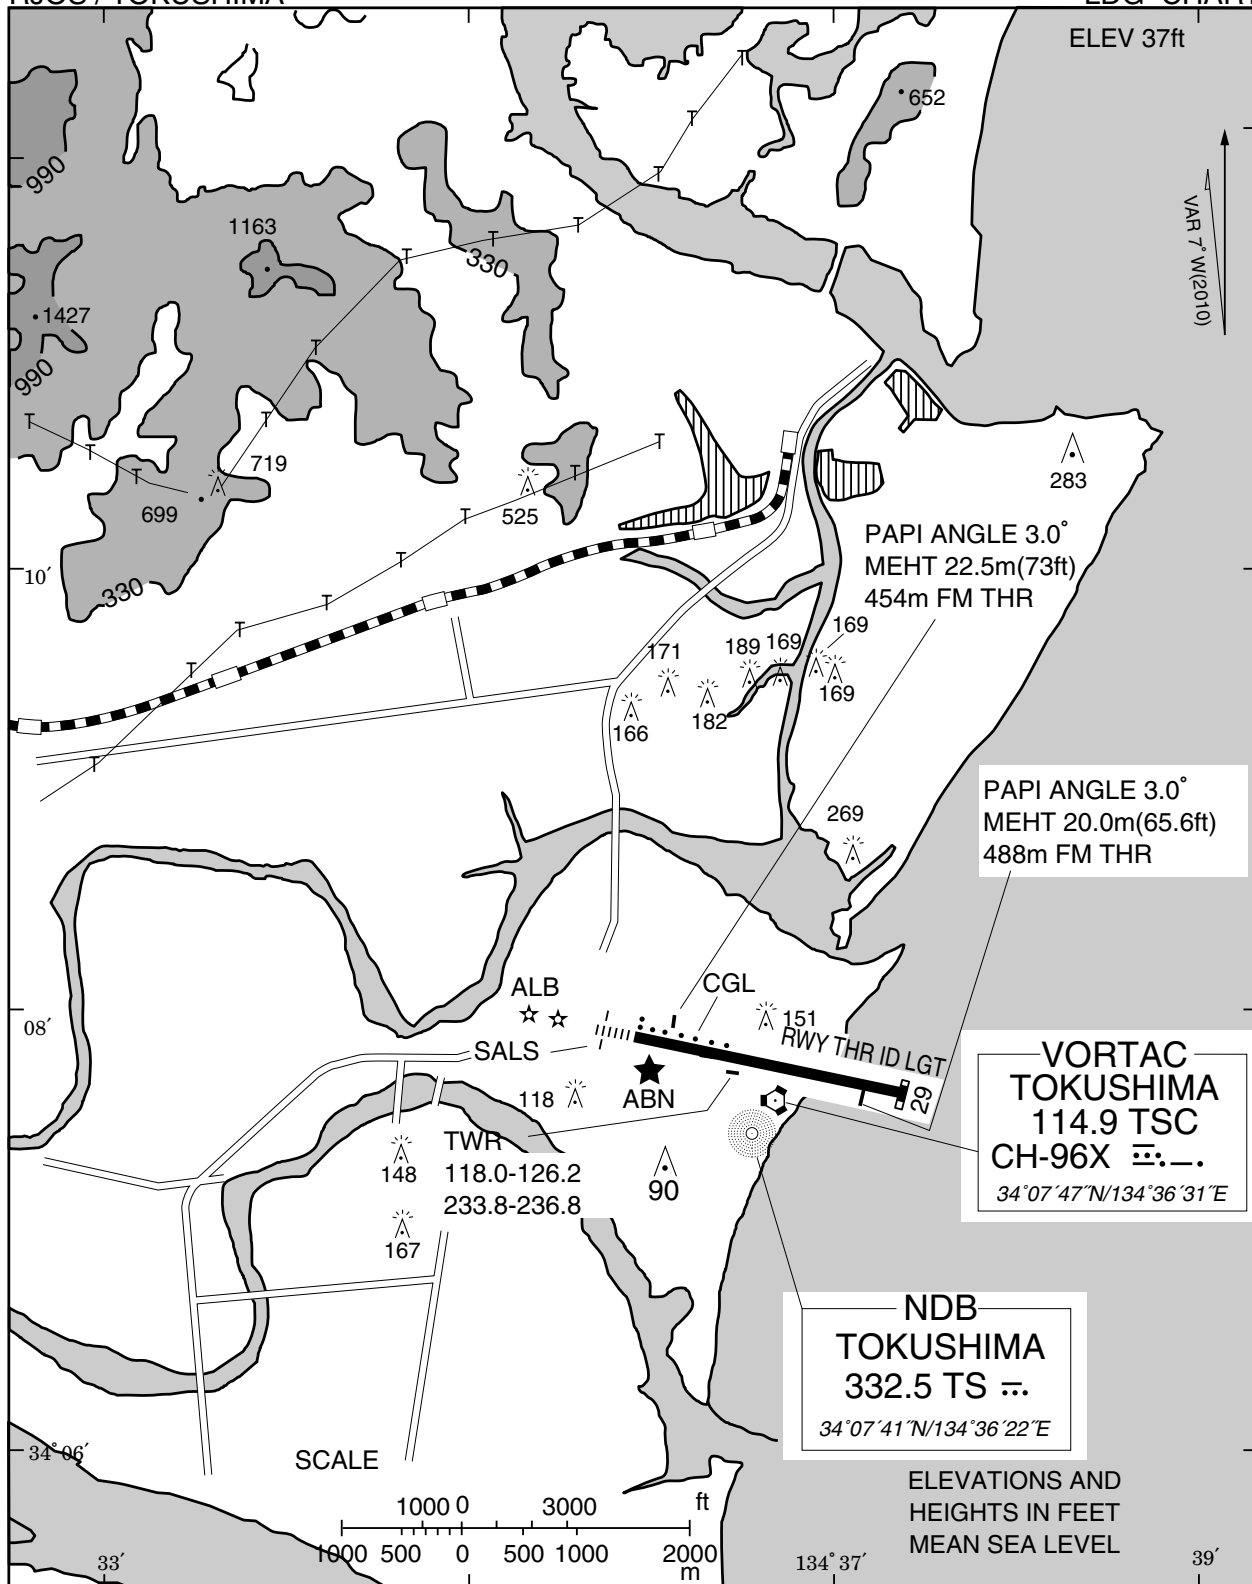 RJOS / TOKUSHIMA
LDG CHART
ELEV 37ft
652
990
VAR 7° W(2010)
1163
330
1427
990
719
283
699
525
PAPI ANGLE 3.0°
MEHT 22.5m(73ft)
454m FM THR
10′
330
169
171
189
169
169
182
166
PAPI ANGLE 3.0°
MEHT 20.0m(65.6ft)
488m FM THR
269
ALB
CGL
151
08′
SALS
RWY THR ID LGT
29
118
ABN
VORTAC
TOKUSHIMA
114.9 TSC
CH-96X
34°07′47″N/134°36′31″E
TWR
118.0-126.2
233.8-236.8
148
90
167
NDB
TOKUSHIMA
332.5 TS
34°07′41″N/134°36′22″E
34°06′
SCALE
ELEVATIONS AND
HEIGHTS IN FEET
MEAN SEA LEVEL
1000 0 3000 ft
1000 500 0 500 1000 2000
m
33′
134°37′
39′